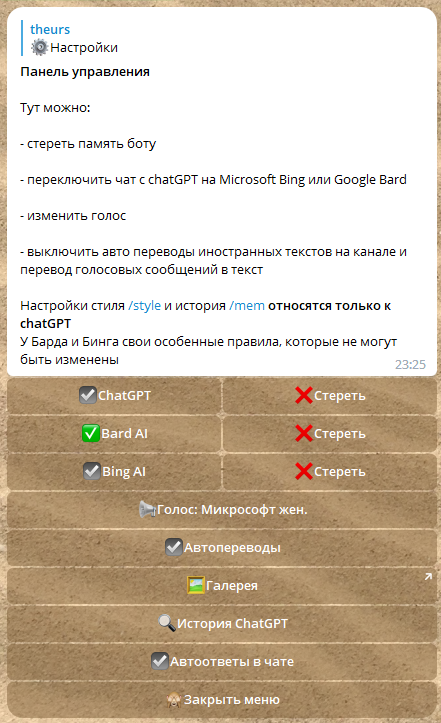 theurs
Настройки
Панель управления
Тут можно:
- стереть память боту
- переключить чат с chatGPT на Microsoft Bing или Google Bard
- изменить голос
- выключить авто переводы иностранных текстов на канале и
перевод голосовых сообщений в текст
Настройки стиля /style и история /mem относятся только к
chatGPT
У Барда и Бинга свои особенные правила, которые не могут
быть изменены
23:25
ChatGPT
Стереть
Bard AI
Стереть
Bing AI
Стереть
Голос: Микрософт жен.
Автопереводы
Галерея
История ChatGPT
Автоответы в чате
Закрыть меню